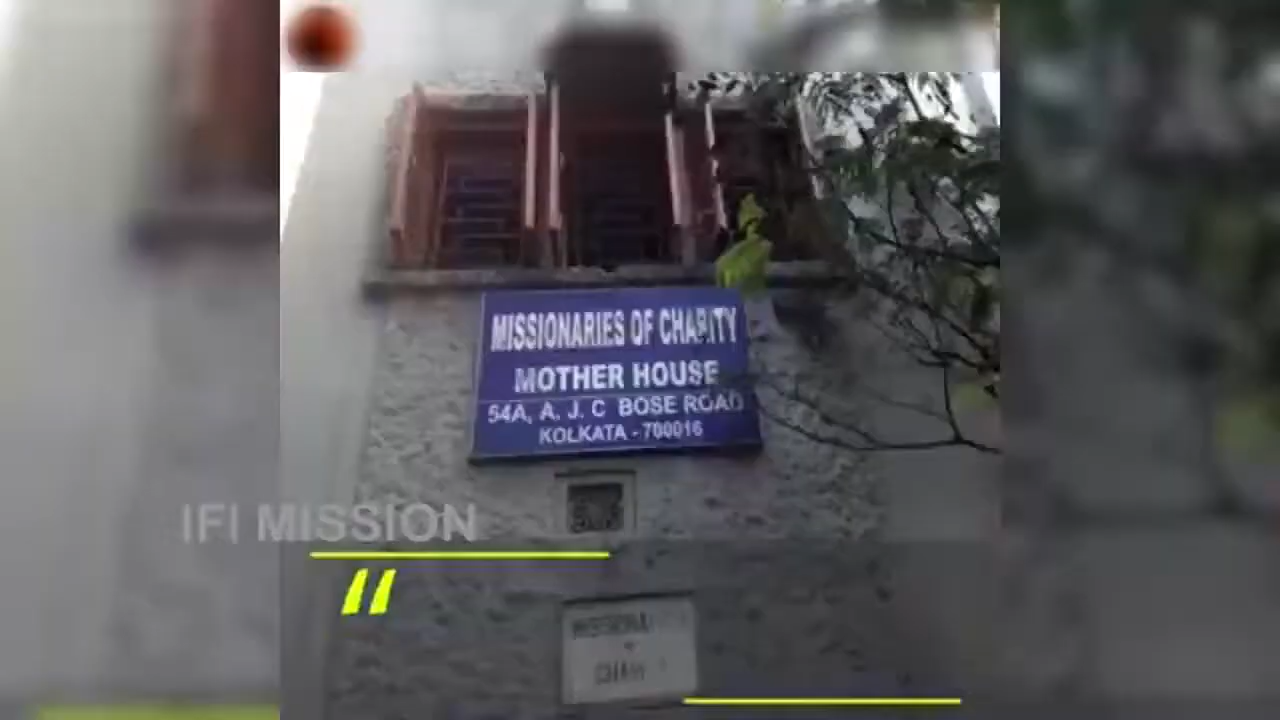 MISSIONARIES OF CHARITY
MOTHER HOUSE
54A, A. J. C BOSE ROAD
KOLKATA - 700016
IFI MISSION
“